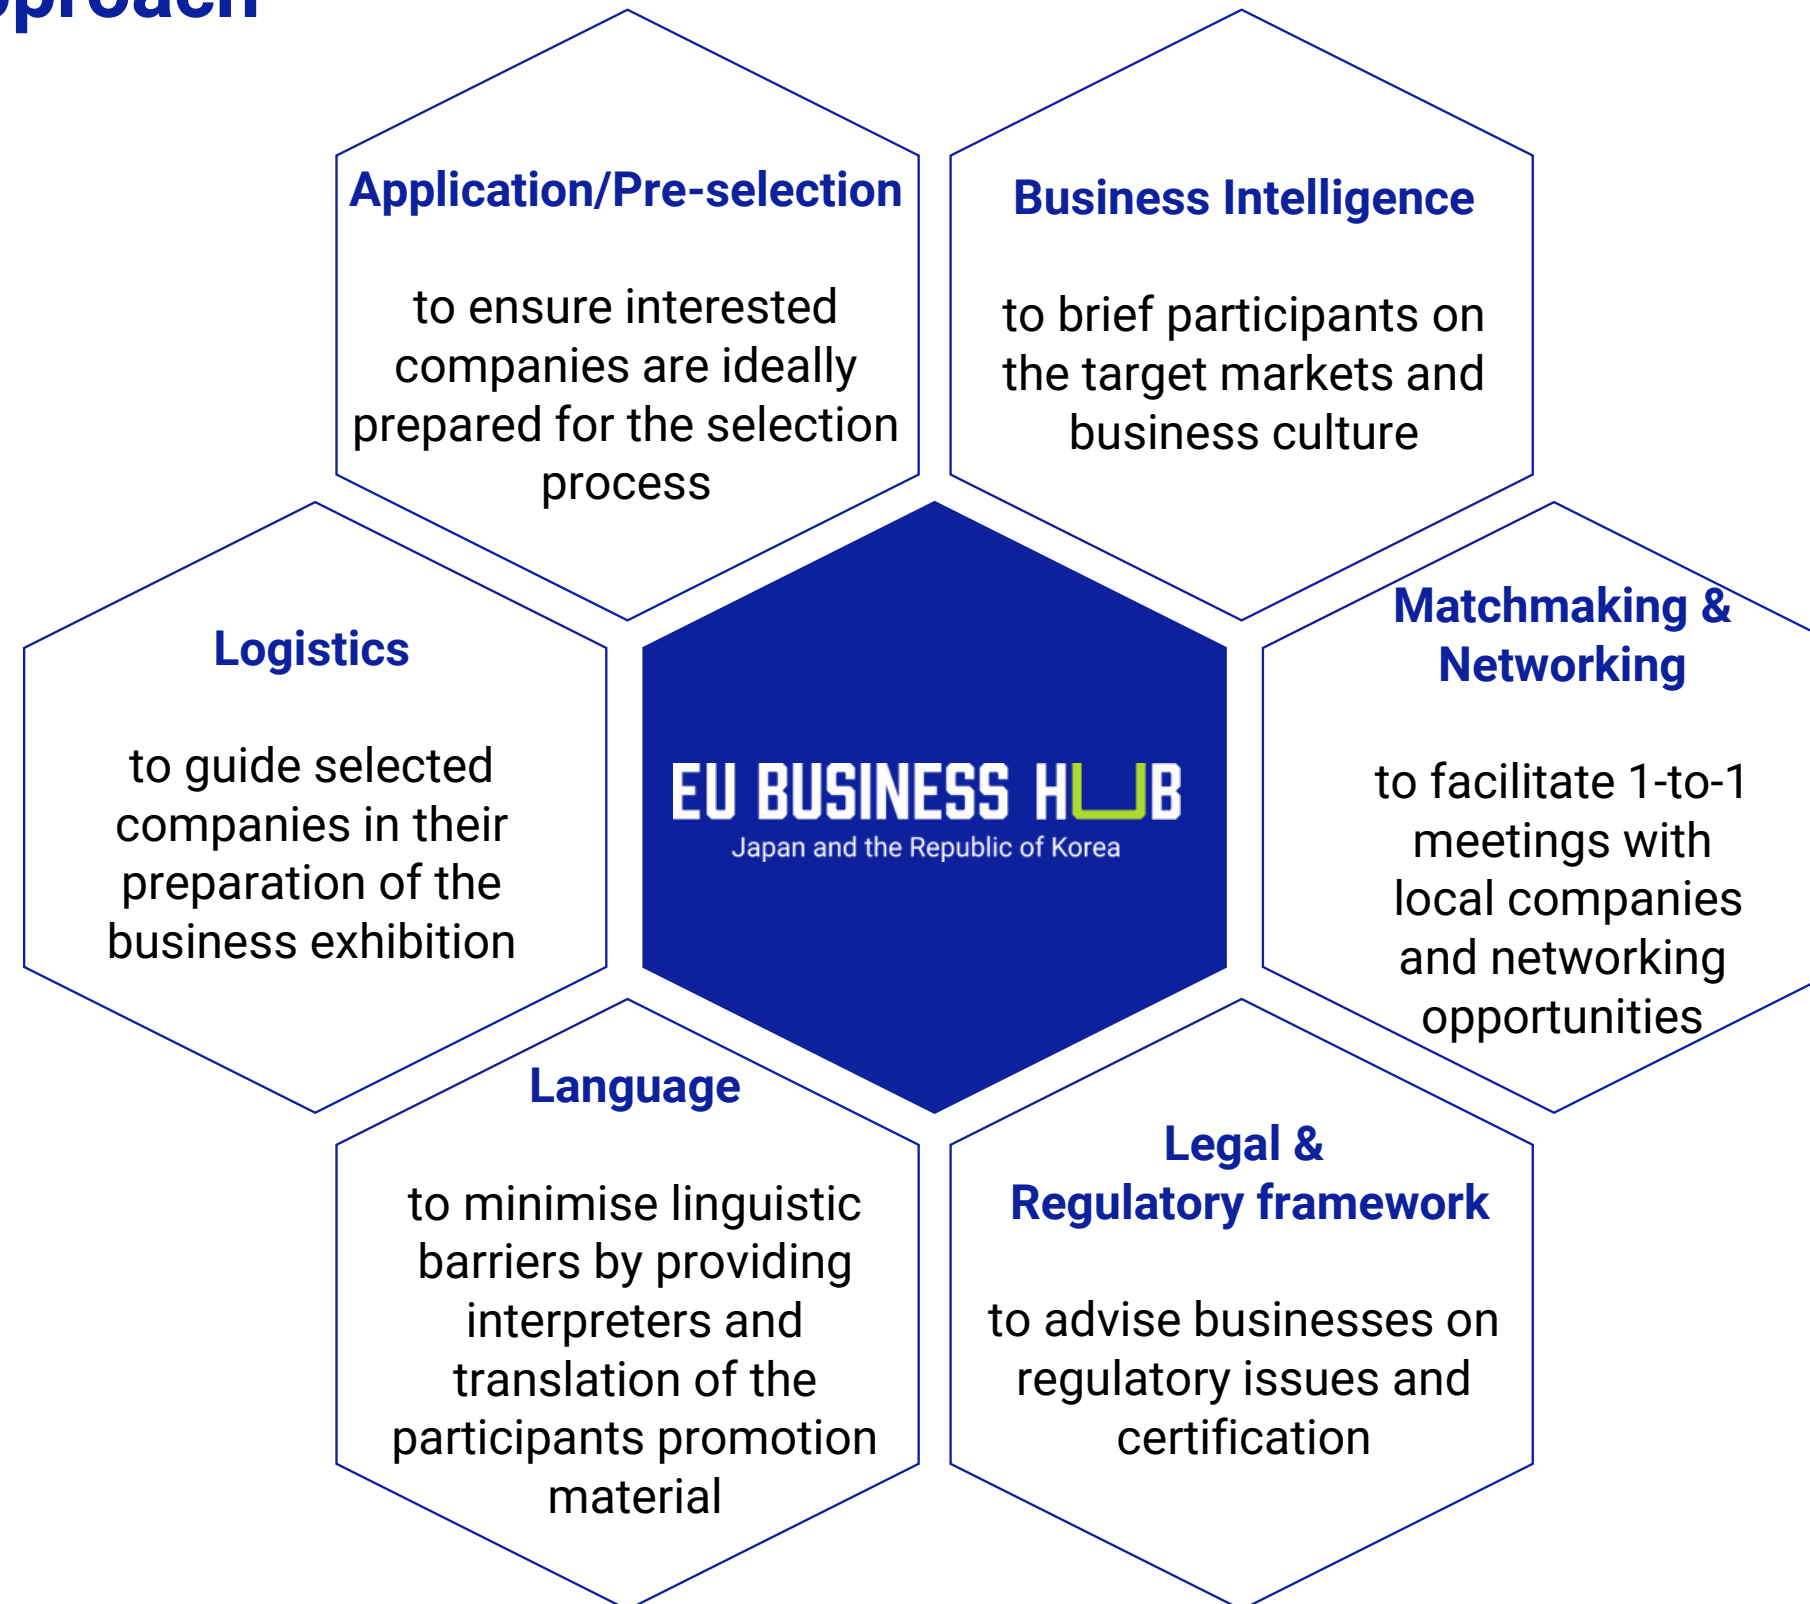 Application/Pre-selection
to ensure interested
companies are ideally
prepared for the selection
process
Business Intelligence
to brief participants on
the target markets and
business culture
Logistics
to guide selected
companies in their
preparation of the
business exhibition
EU BUSINESS HUB
Japan and the Republic of Korea
Matchmaking &
Networking
to facilitate 1-to-1
meetings with
local companies
and networking
opportunities
Language
to minimise linguistic
barriers by providing
interpreters and
translation of the
participants promotion
material
Legal &
Regulatory framework
to advise businesses on
regulatory issues and
certification